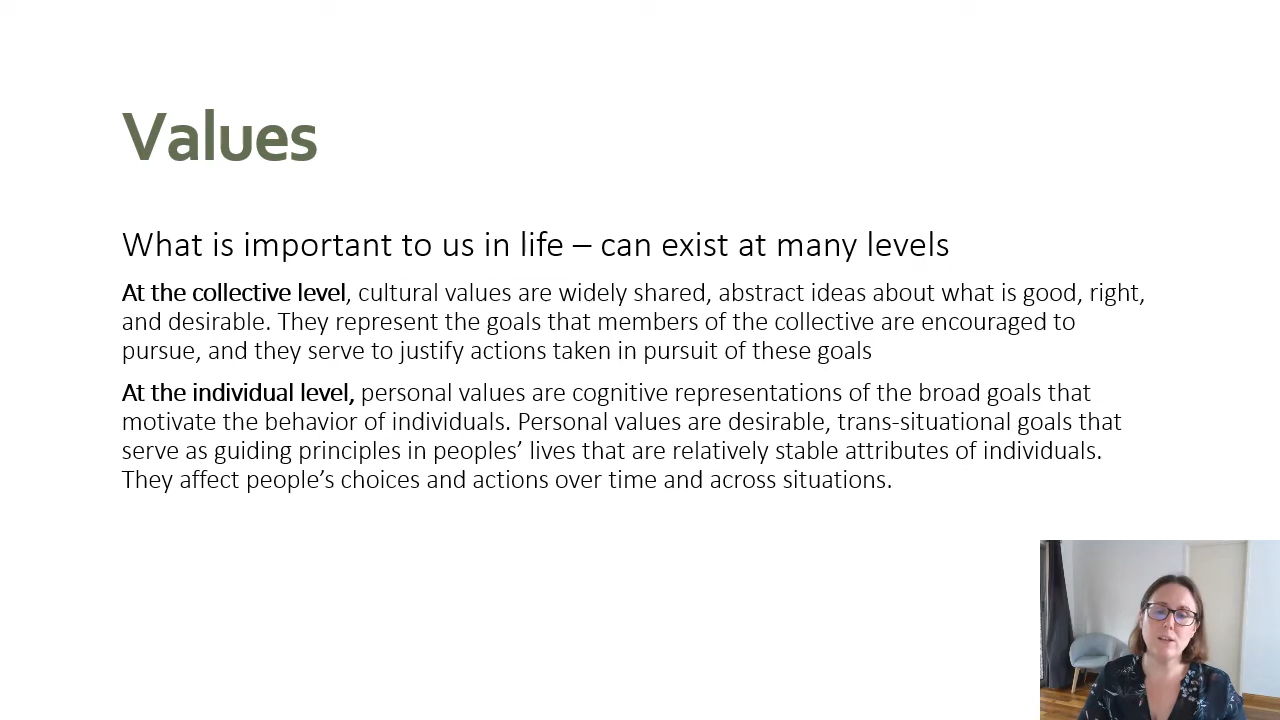 Values
What is important to us in life – can exist at many levels
At the collective level, cultural values are widely shared, abstract ideas about what is good, right,
and desirable. They represent the goals that members of the collective are encouraged to
pursue, and they serve to justify actions taken in pursuit of these goals
At the individual level, personal values are cognitive representations of the broad goals that
motivate the behavior of individuals. Personal values are desirable, trans-situational goals that
serve as guiding principles in peoples’ lives that are relatively stable attributes of individuals.
They affect people’s choices and actions over time and across situations.